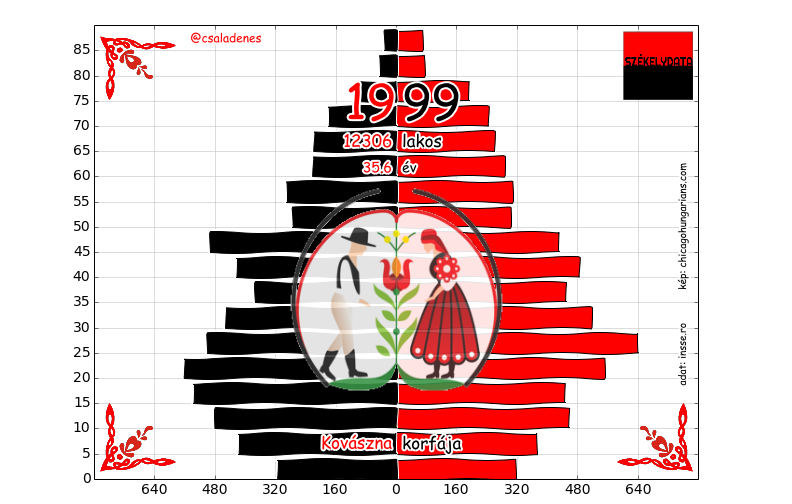 @csaladenes
SZÉKELYDATA
1999
12306 lakos
35.6 év
kép: chicagohungarians.com
adat: insse.ro
Kovászna korfája
85
80
75
70
65
60
55
50
45
40
35
30
25
20
15
10
5
0
640 480 320 160 0 160 320 480 640